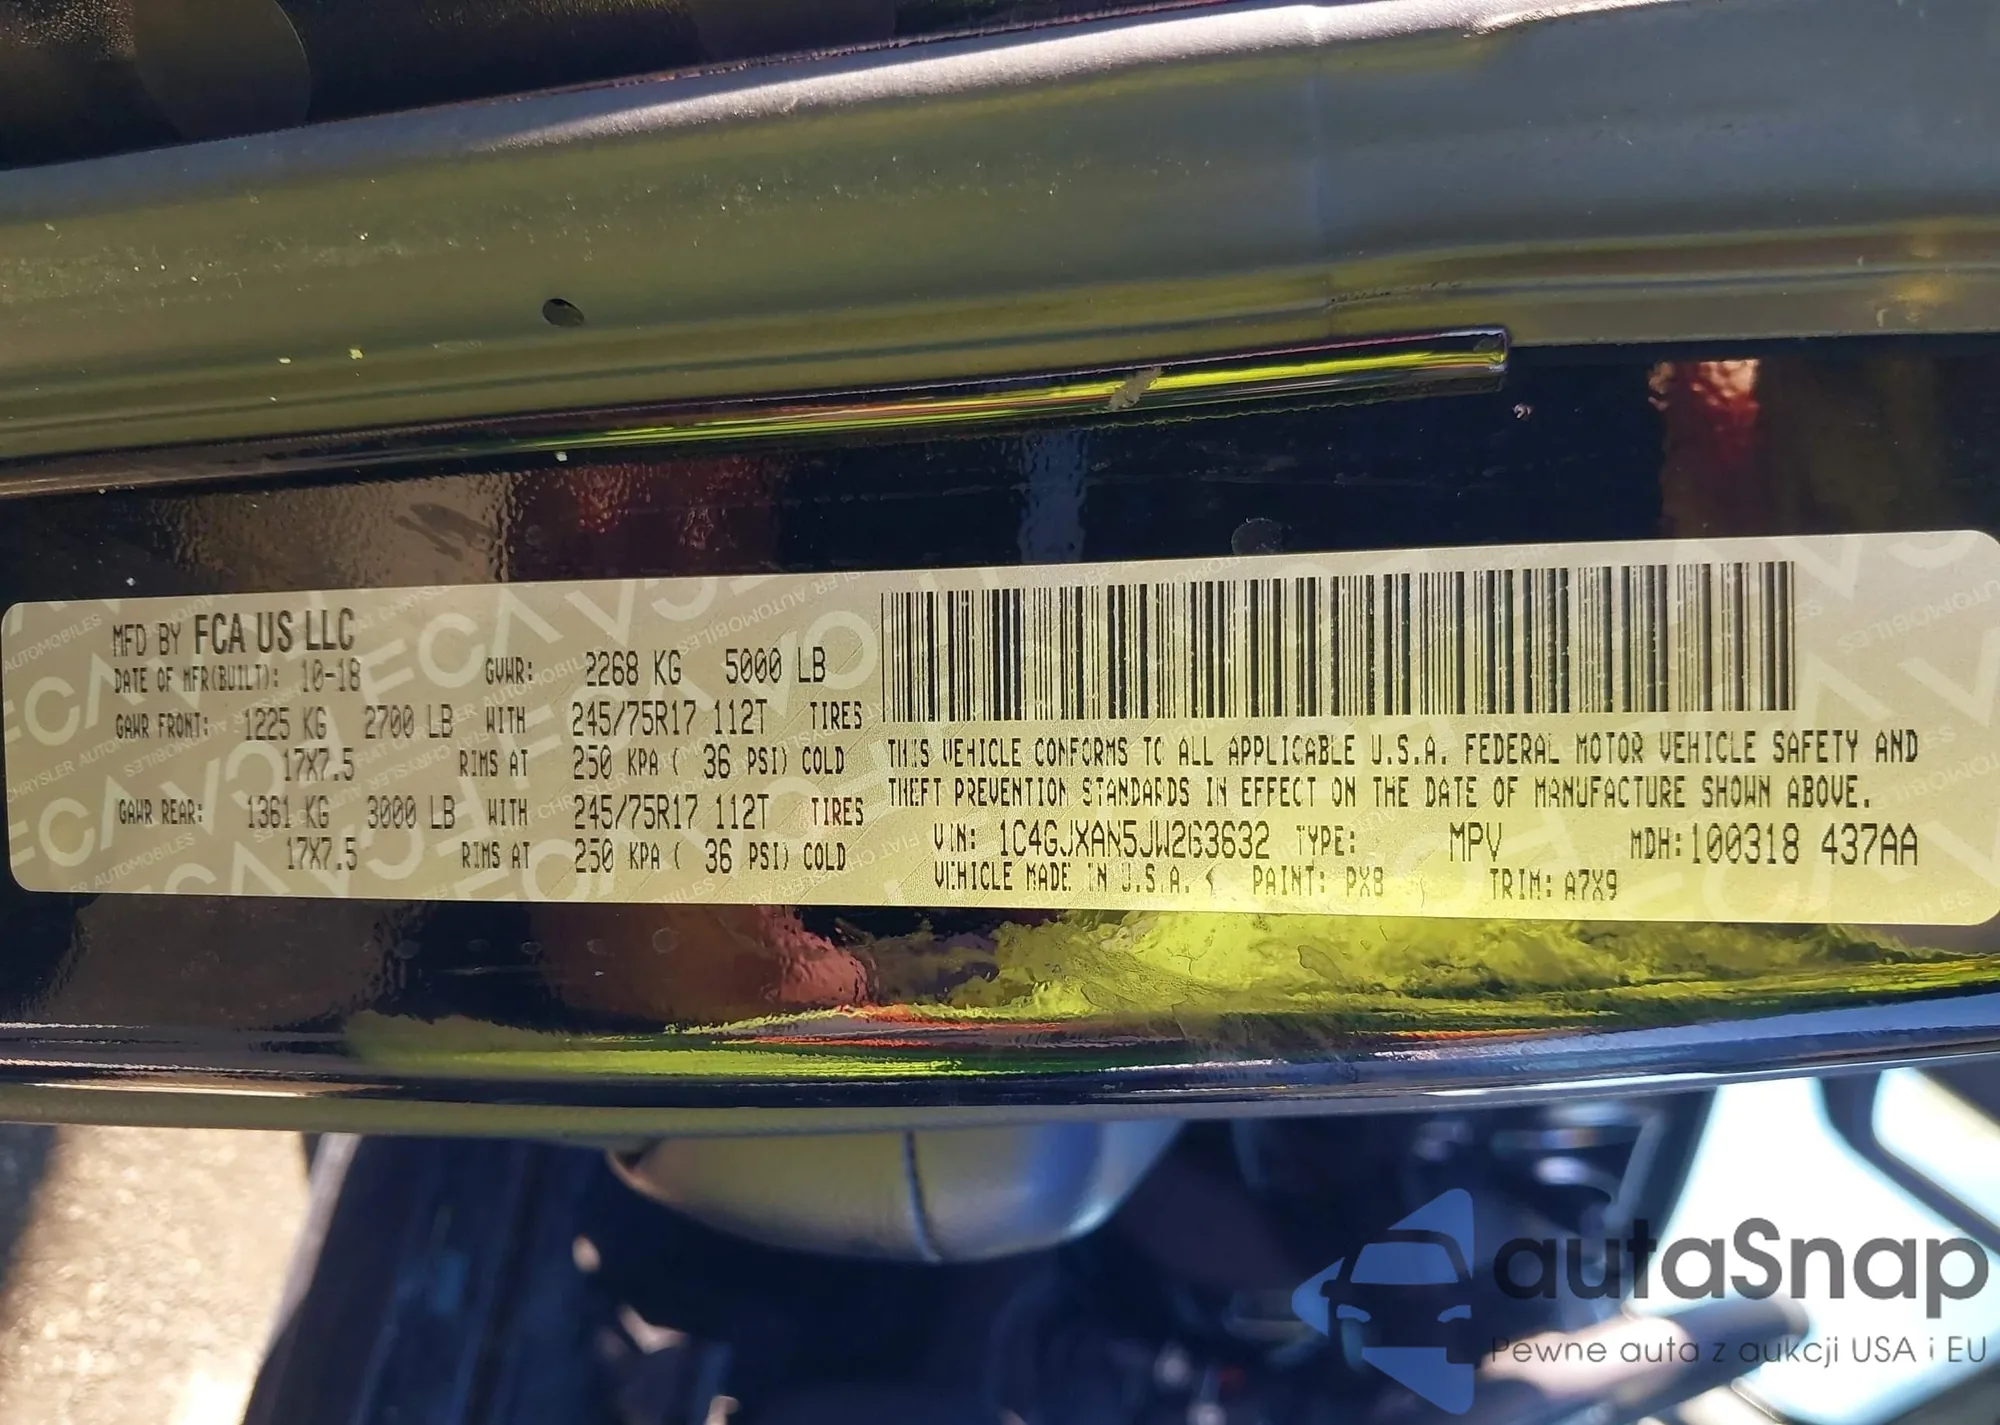 MFD BY FCA US LLC
DATE OF MFR(BUILT): 10-18 GVWR: 2268 KG 5000 LB
GAWR FRONT: 1225 KG 2700 LB WITH 245/75R17 112T TIRES
17X7.5 RIMS AT 250 KPA ( 36 PSI) COLD
GAWR REAR: 1361 KG 3000 LB WITH 245/75R17 112T TIRES
17X7.5 RIMS AT 250 KPA ( 36 PSI) COLD
THIS VEHICLE CONFORMS TO ALL APPLICABLE U.S.A. FEDERAL MOTOR VEHICLE SAFETY AND
THEFT PREVENTION STANDARDS IN EFFECT ON THE DATE OF MANUFACTURE SHOWN ABOVE.
VIN: 1C4GJXAN5JW263632 TYPE: MPV MDH: 100318 437AA
VEHICLE MADE IN U.S.A. PAINT: PX8 TRIM: A7X9
autaSnap
Pewne auta z aukcji USA i EU